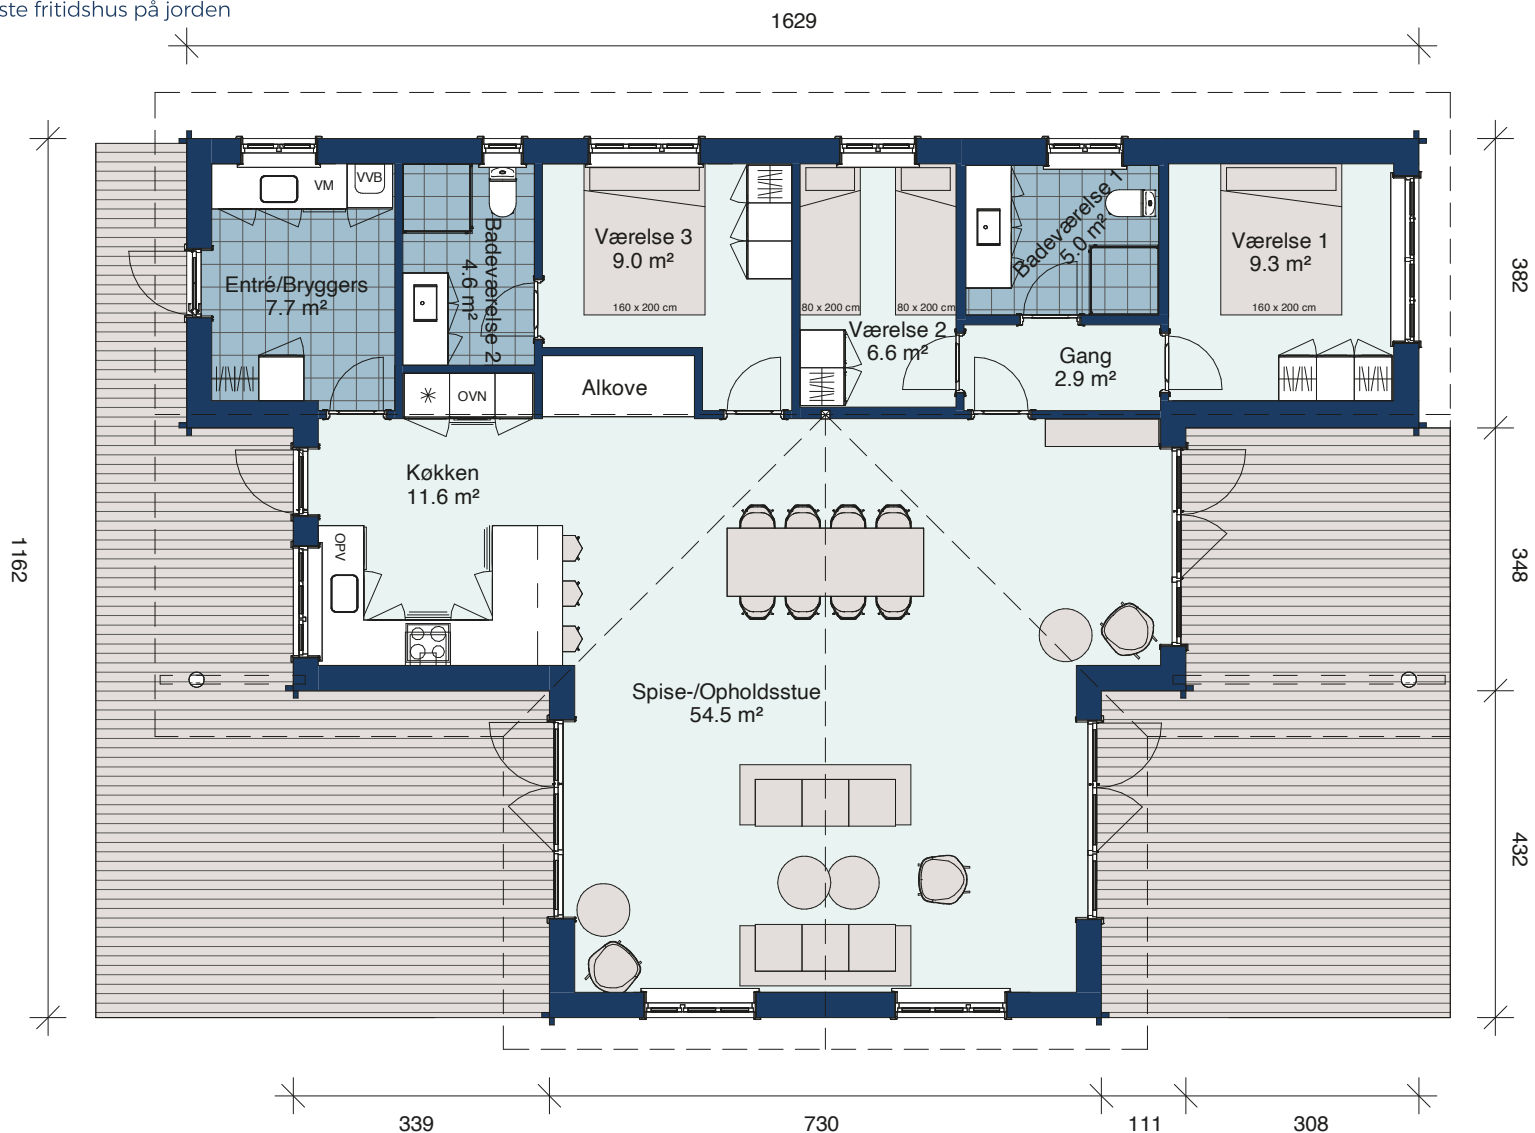 ste fritidshus på jorden
1629
VM
VVB
Entré/Bryggers
7.7 m²
Badeværelse 2
4.6 m²
Værelse 3
9.0 m²
160 x 200 cm
80 x 200 cm
80 x 200 cm
Værelse 2
6.6 m²
Badeværelse 1
5.0 m²
Værelse 1
9.3 m²
160 x 200 cm
Gang
2.9 m²
OVN
Alkove
Køkken
11.6 m²
OPV
Spise-/Opholdsstue
54.5 m²
1162
382
348
432
339
730
111
308